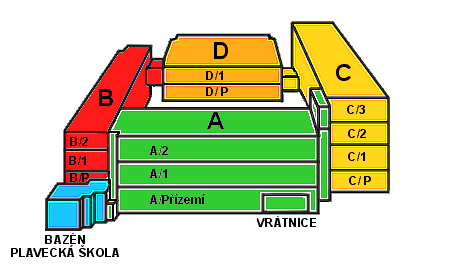 D
D/1
D/P
C
C/3
C/2
C/1
C/P
B
B/2
B/1
B/P
A
A/2
A/1
A/Přízemí
VRÁTNICE
BAZÉN
PLAVECKÁ ŠKOLA